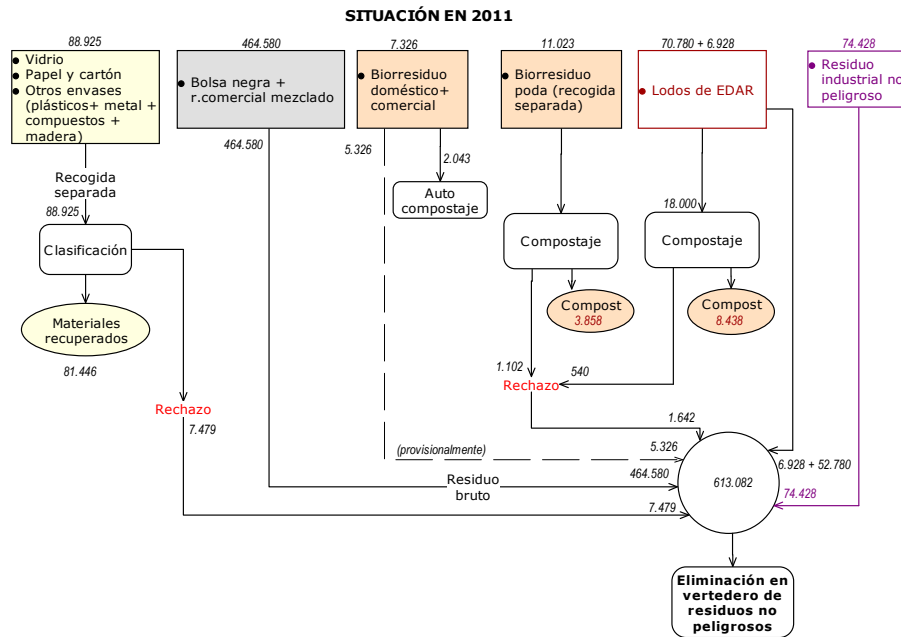 SITUACIÓN EN 2011
88.925
464.580
7.326
11.023
70.780 + 6.928
74.428
● Vidrio
● Papel y cartón
● Otros envases
(plásticos+ metal +
compuestos +
madera)
● Bolsa negra +
r.comercial mezclado
● Biorresiduo
doméstico+
comercial
● Biorresiduo
poda (recogida
separada)
● Lodos de EDAR
● Residuo
industrial no
peligroso
464.580
5.326
2.043
Recogida
separada
88.925
Auto
compostaje
18.000
Clasificación
Compostaje
Compostaje
Materiales
recuperados
81.446
Compost
3.858
Compost
8.438
1.102
540
Rechazo
Rechazo
7.479
1.642
(provisionalmente)
5.326
6.928 + 52.780
Residuo
bruto
464.580
613.082
74.428
7.479
Eliminación en
vertedero de
residuos no
peligrosos